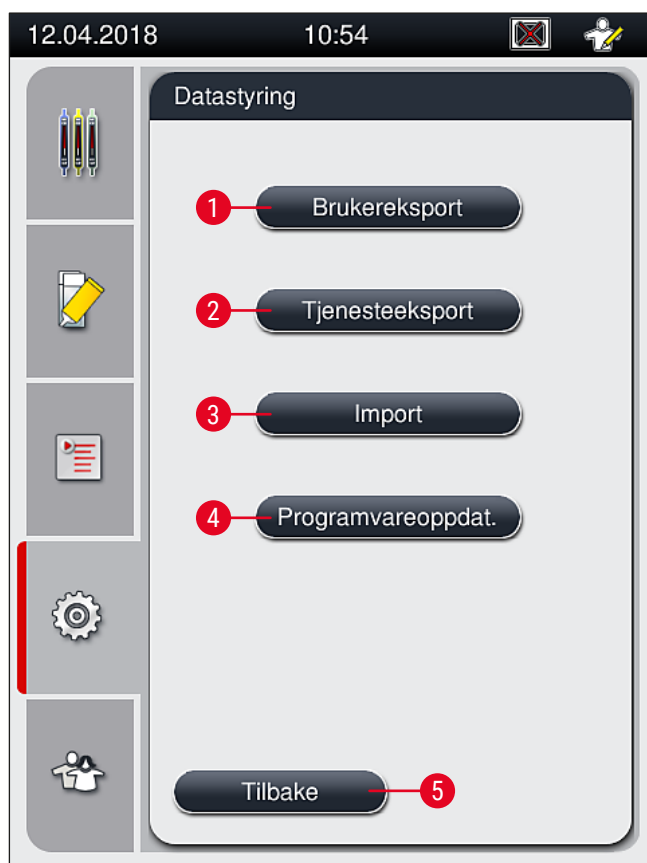 12.04.2018 10:54
Datastyring
1 Brukereksport
2 Tjenesteeksport
3 Import
4 Programvareoppdat.
Tilbake 5